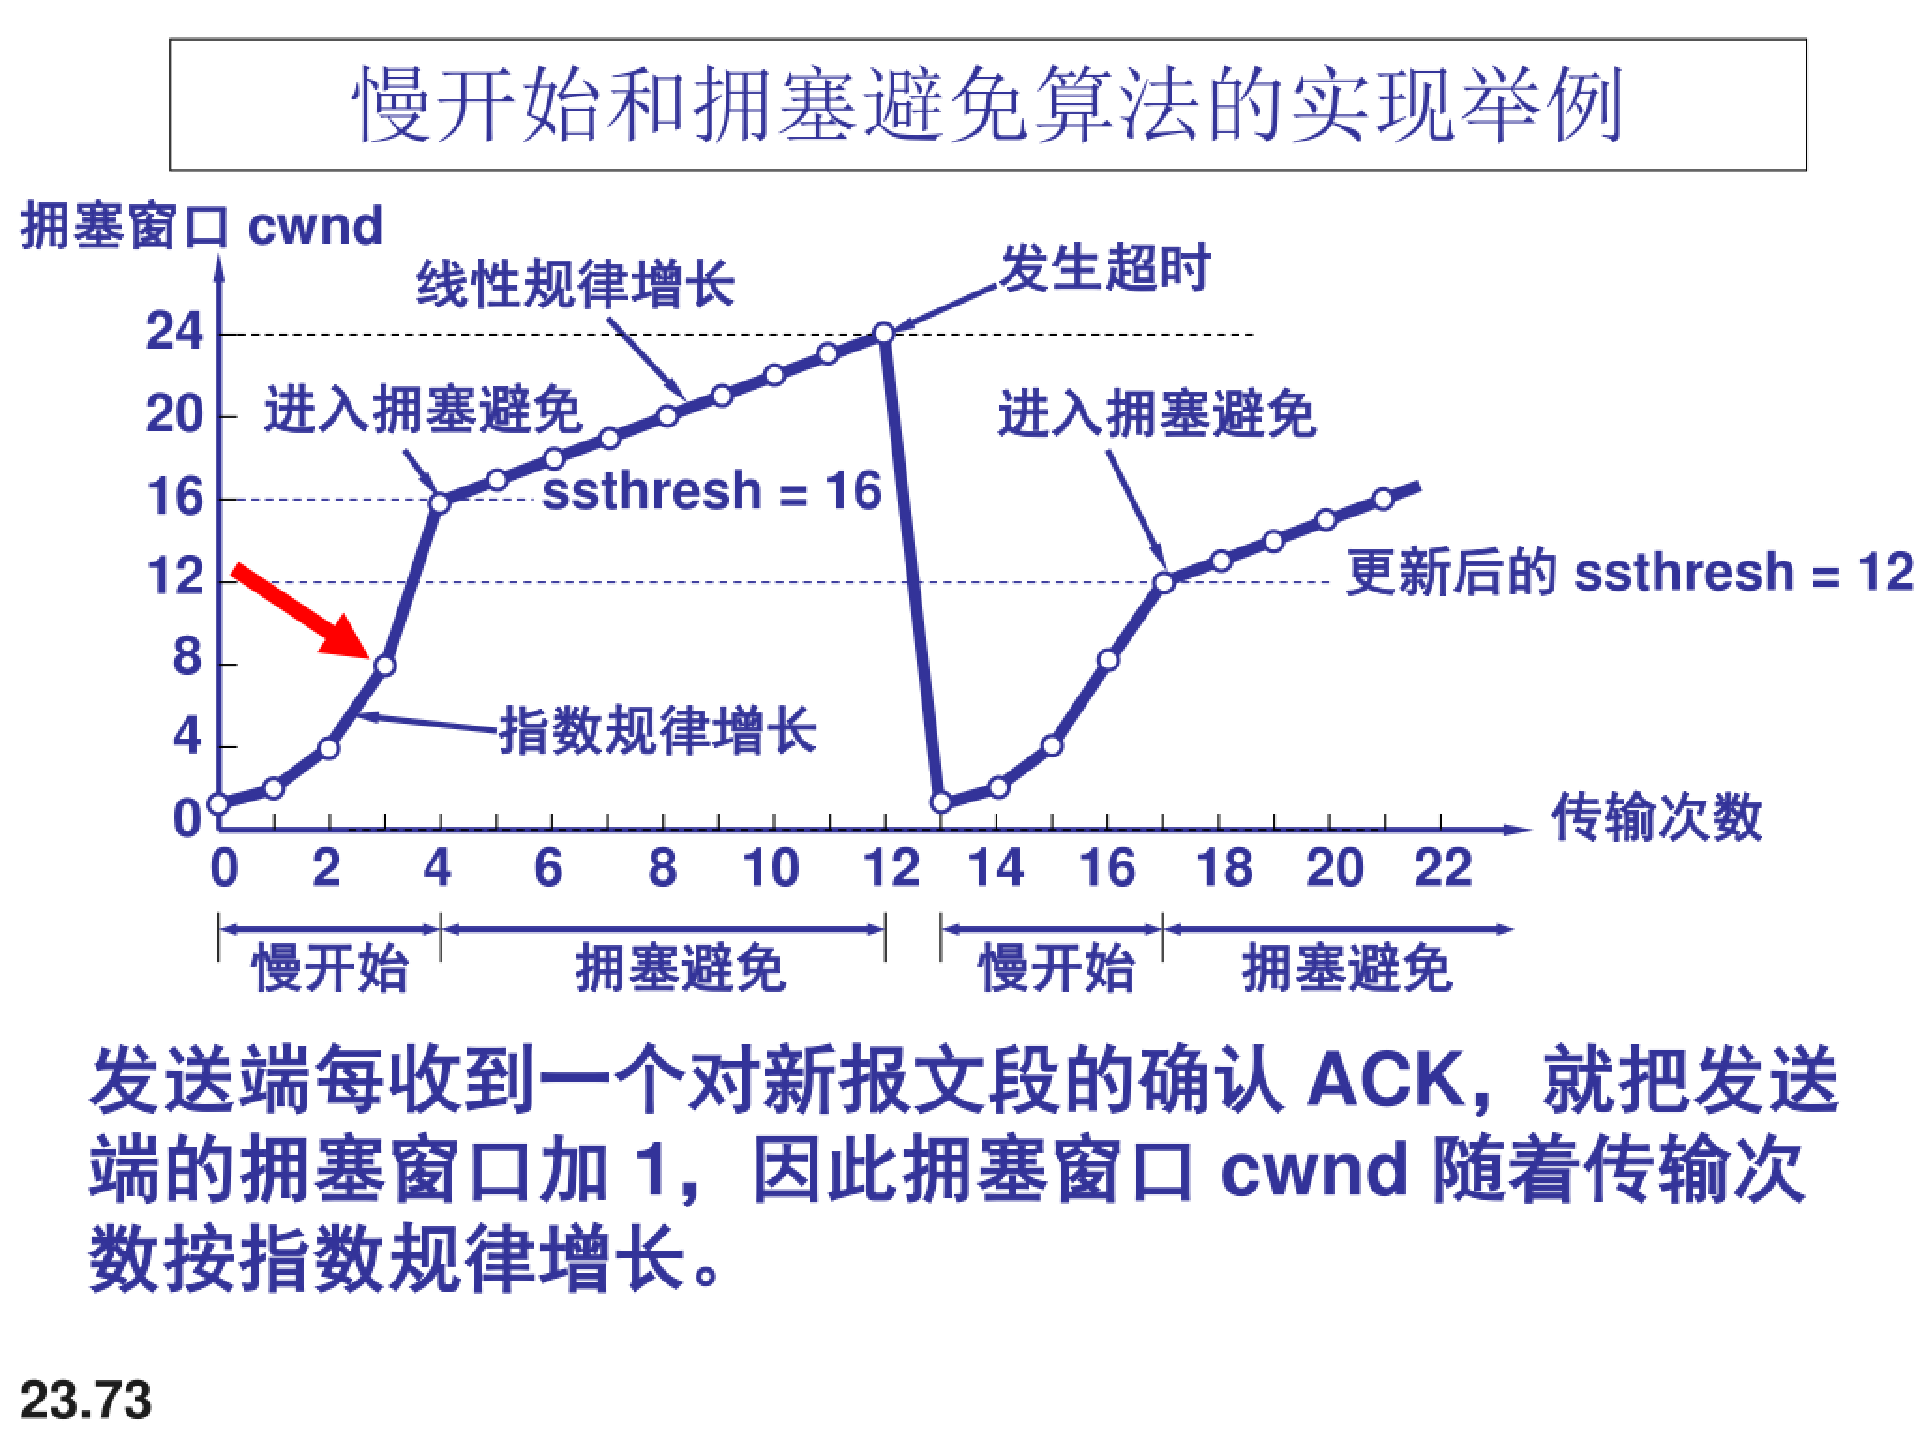 慢开始和拥塞避免算法的实现举例
拥塞窗口 cwnd
发生超时
线性规律增长
24
进入拥塞避免
进入拥塞避免
20
ssthresh = 16
16
更新后的 ssthresh = 12
12
8
指数规律增长
4
传输次数
0
0 2 4 6 8 10 12 14 16 18 20 22
慢开始 拥塞避免 慢开始 拥塞避免
发送端每收到一个对新报文段的确认 ACK，就把发送
端的拥塞窗口加 1，因此拥塞窗口 cwnd 随着传输次
数按指数规律增长。
23.73